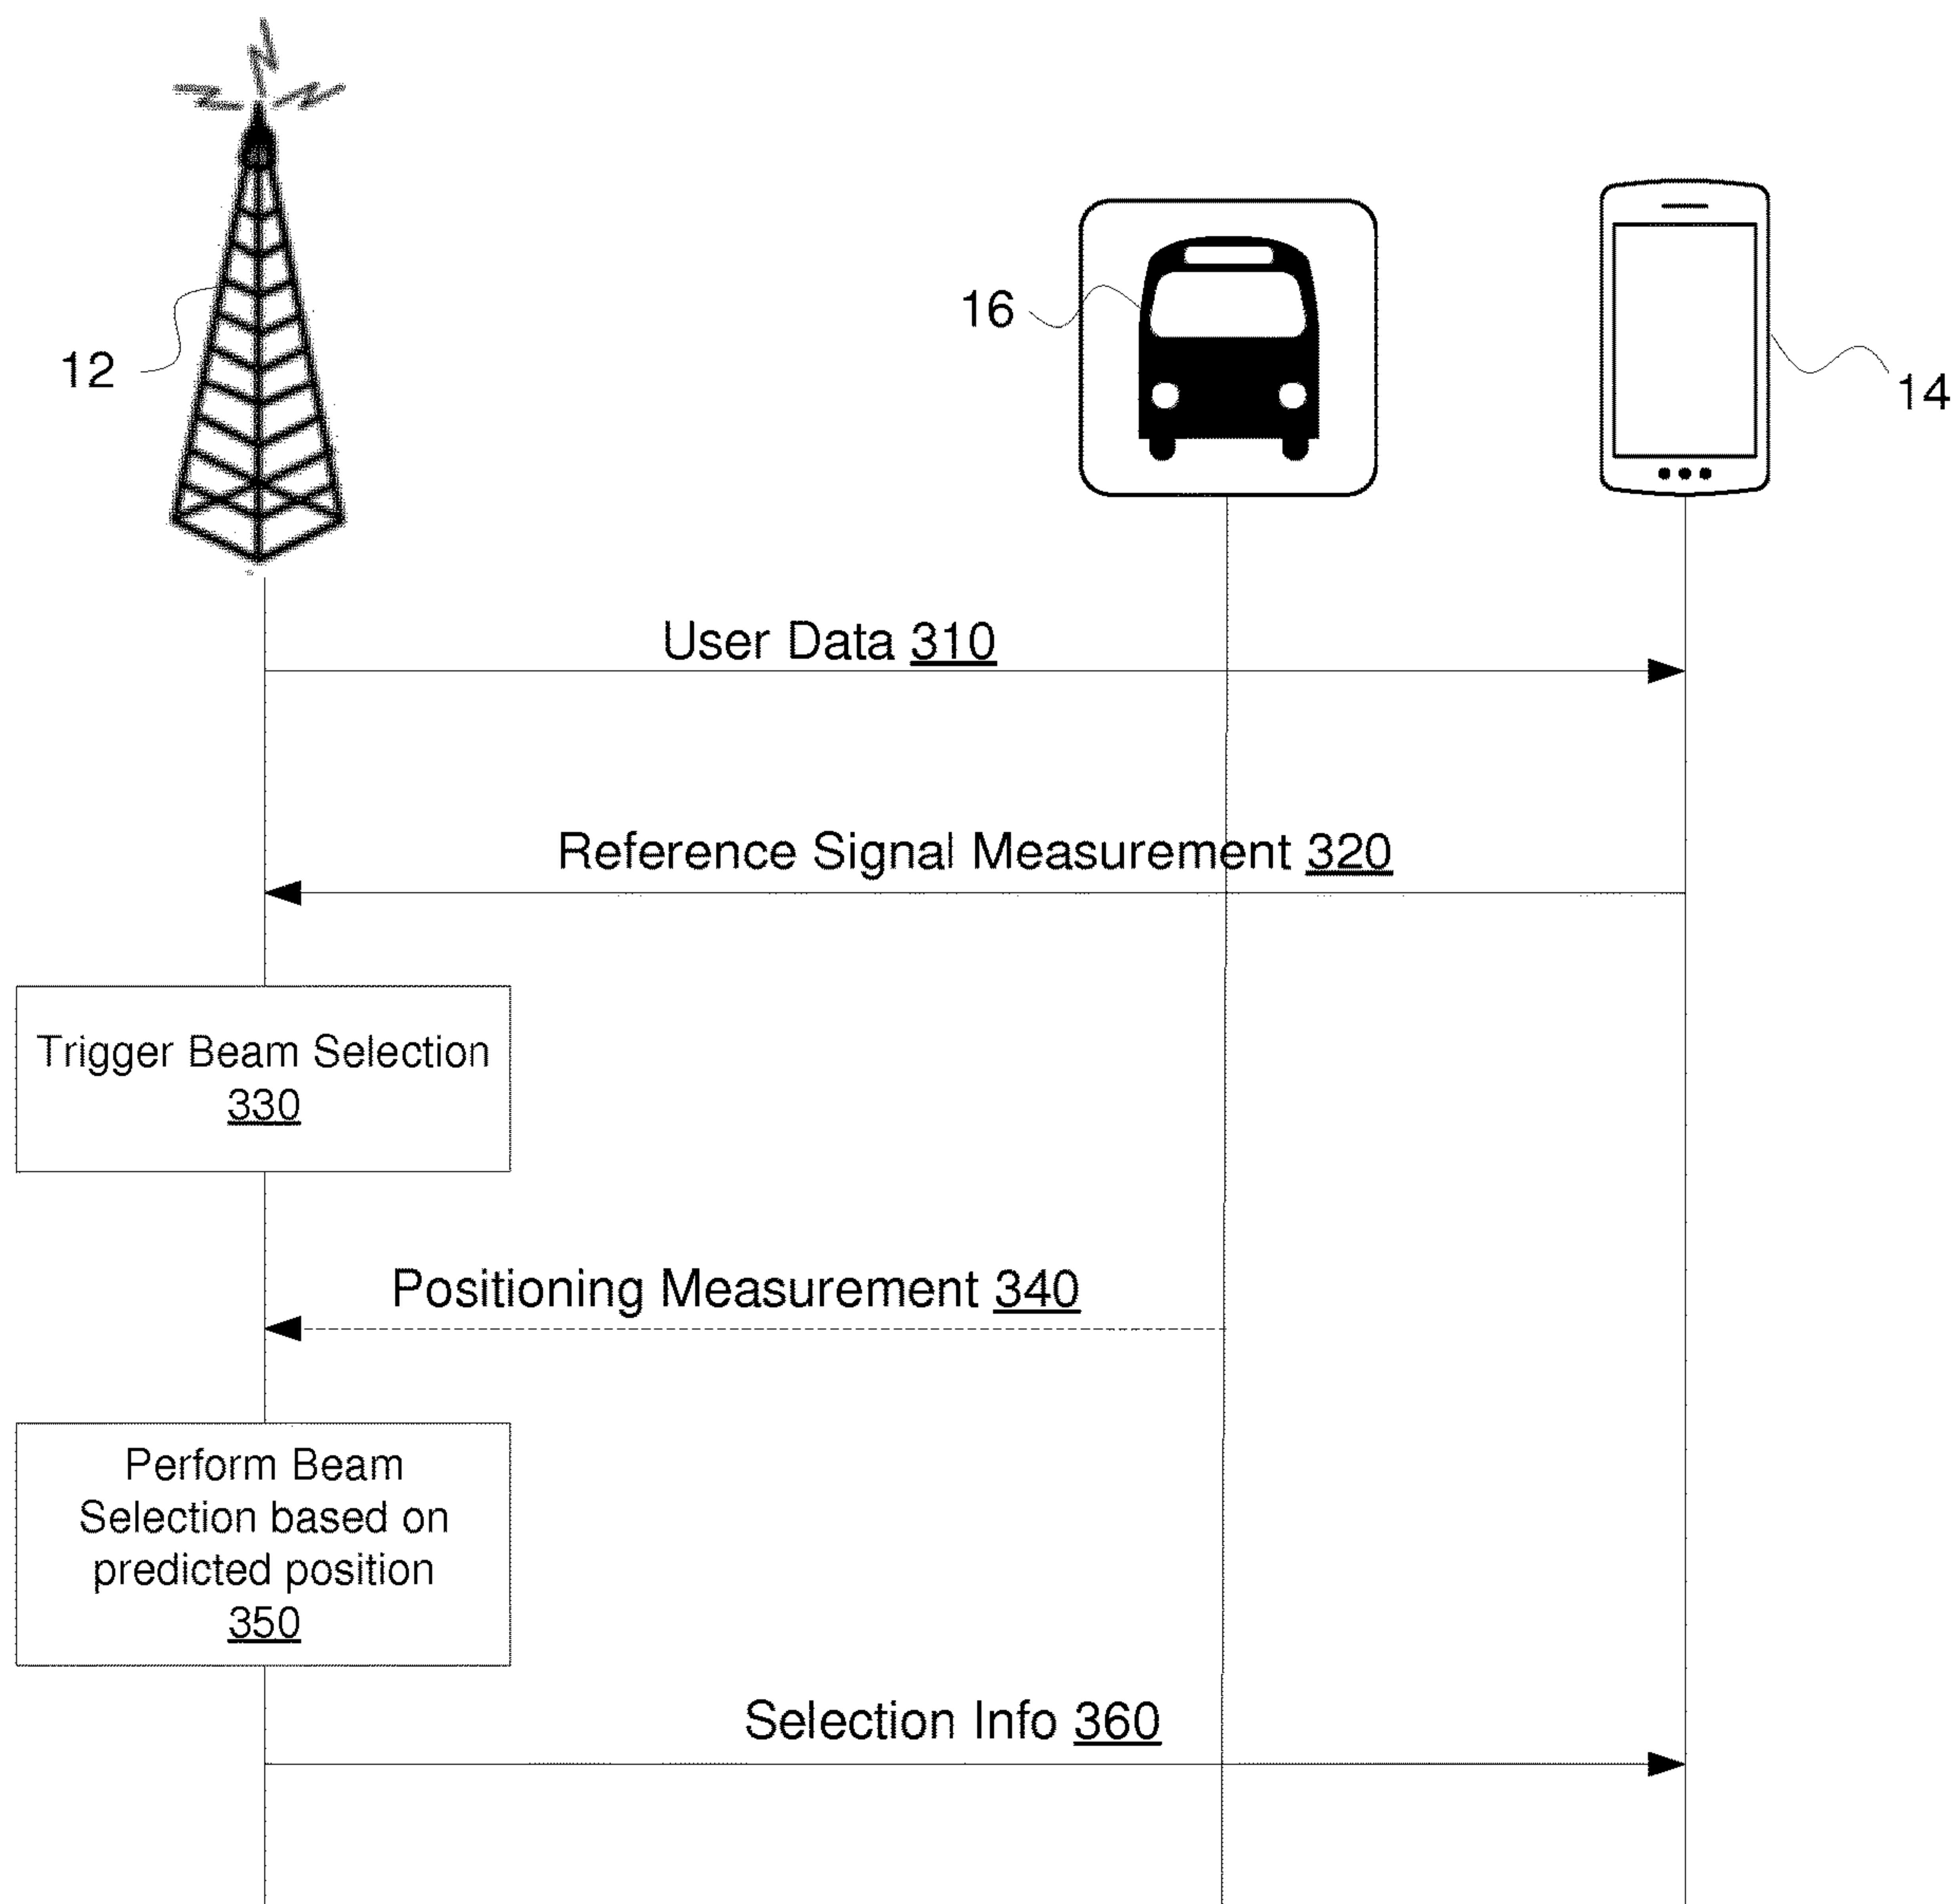 16
12
14
User Data 310
Reference Signal Measurement 320
Trigger Beam Selection
330
Positioning Measurement 340
Perform Beam
Selection based on
predicted position
350
Selection Info 360